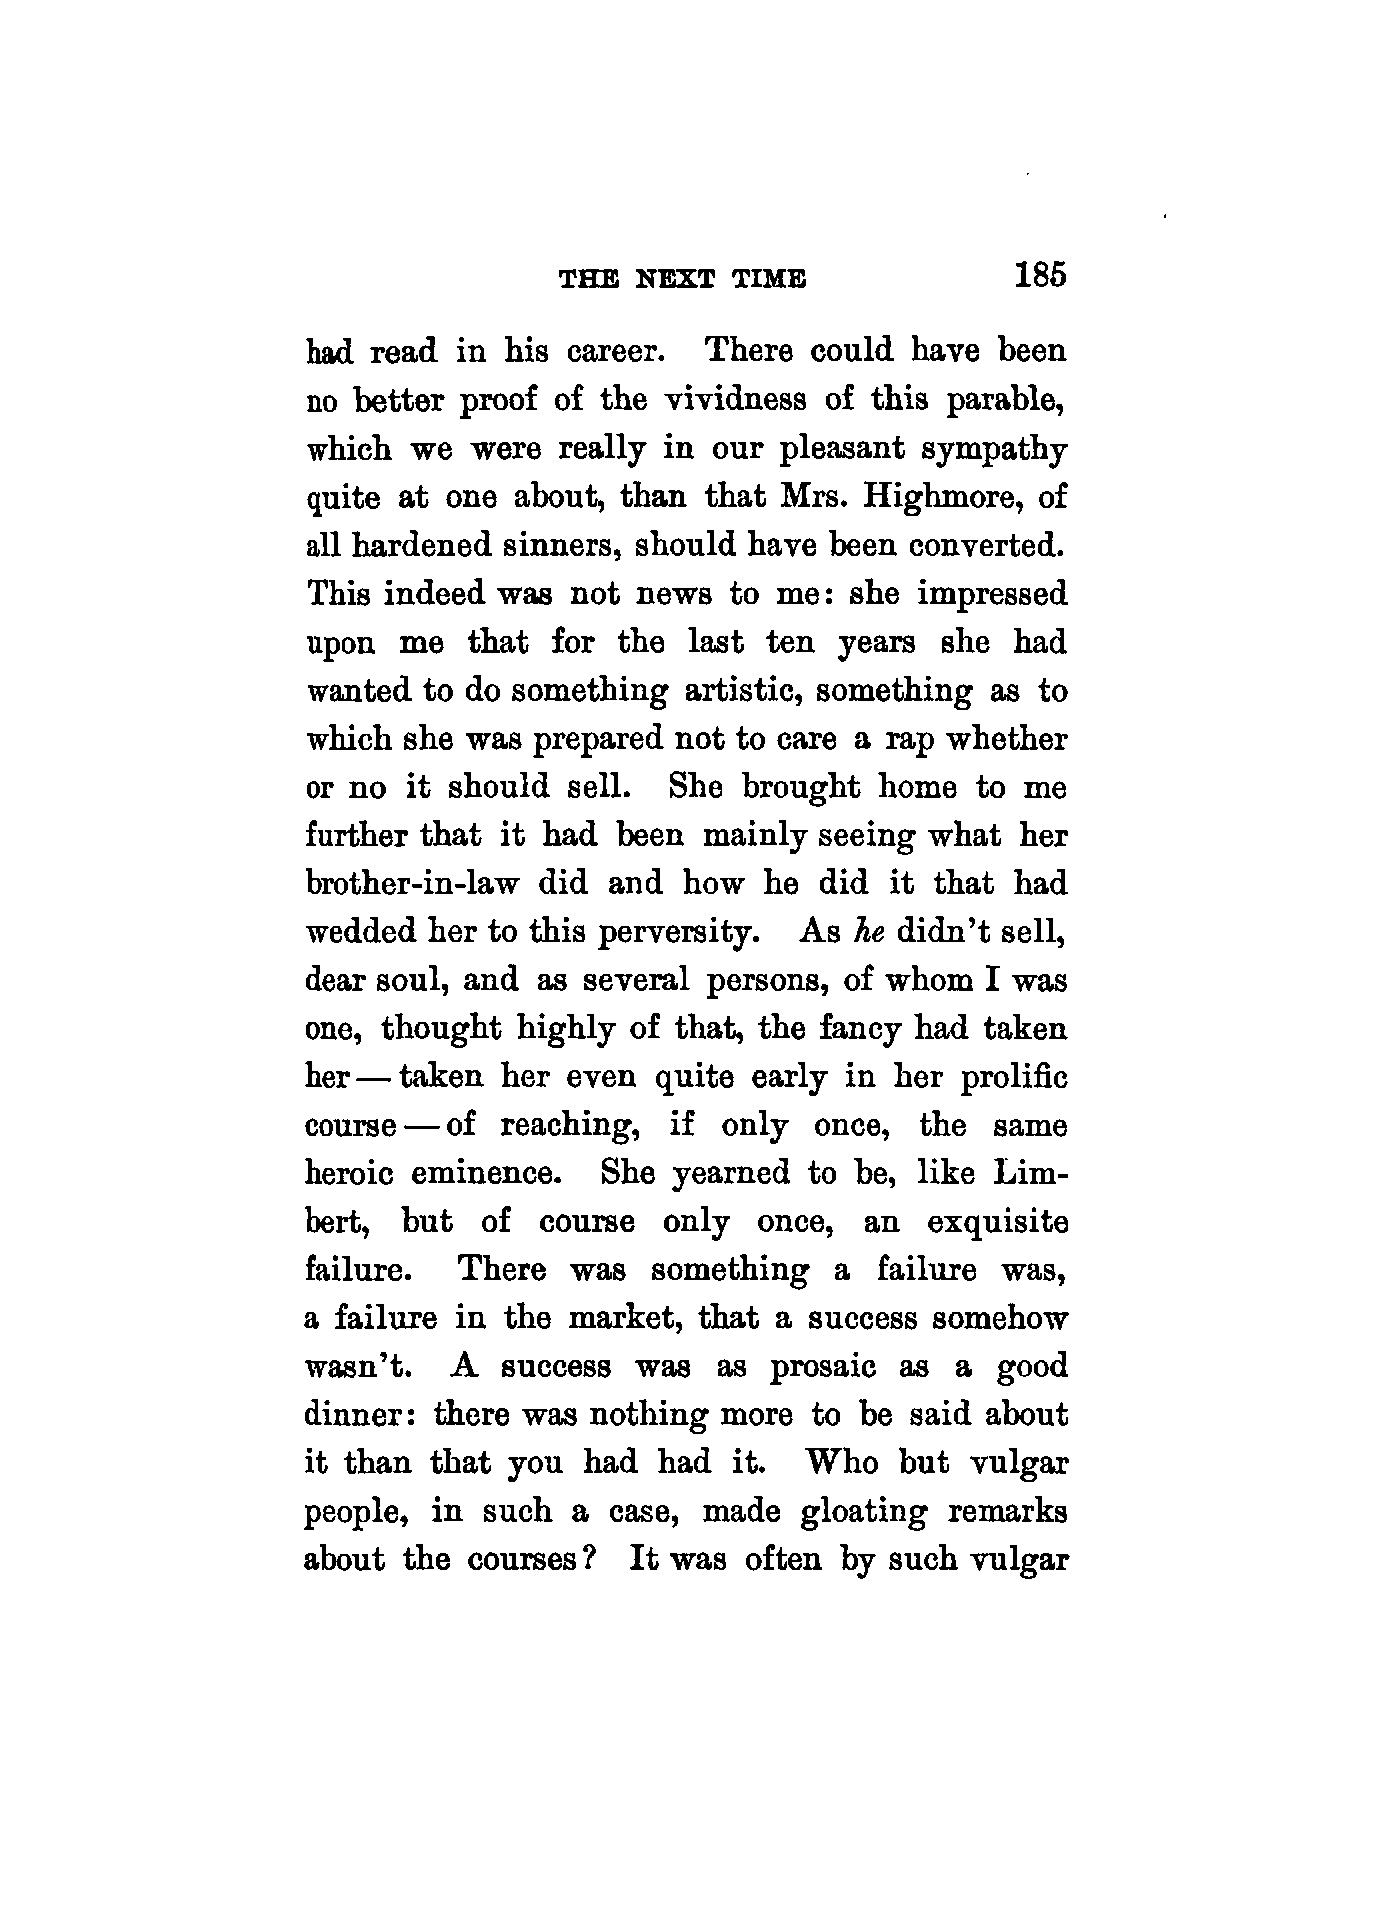 THE NEXT TIME 185
had read in his career. There could have been
no better proof of the vividness of this parable,
which we were really in our pleasant sympathy
quite at one about, than that Mrs. Highmore, of
all hardened sinners, should have been converted.
This indeed was not news to me: she impressed
upon me that for the last ten years she had
wanted to do something artistic, something as to
which she was prepared not to care a rap whether
or no it should sell. She brought home to me
further that it had been mainly seeing what her
brother-in-law did and how he did it that had
wedded her to this perversity. As he didn't sell,
dear soul, and as several persons, of whom I was
one, thought highly of that, the fancy had taken
her — taken her even quite early in her prolific
course — of reaching, if only once, the same
heroic eminence. She yearned to be, like Lim-
bert, but of course only once, an exquisite
failure. There was something a failure was,
a failure in the market, that a success somehow
wasn't. A success was as prosaic as a good
dinner: there was nothing more to be said about
it than that you had had it. Who but vulgar
people, in such a case, made gloating remarks
about the courses? It was often by such vulgar